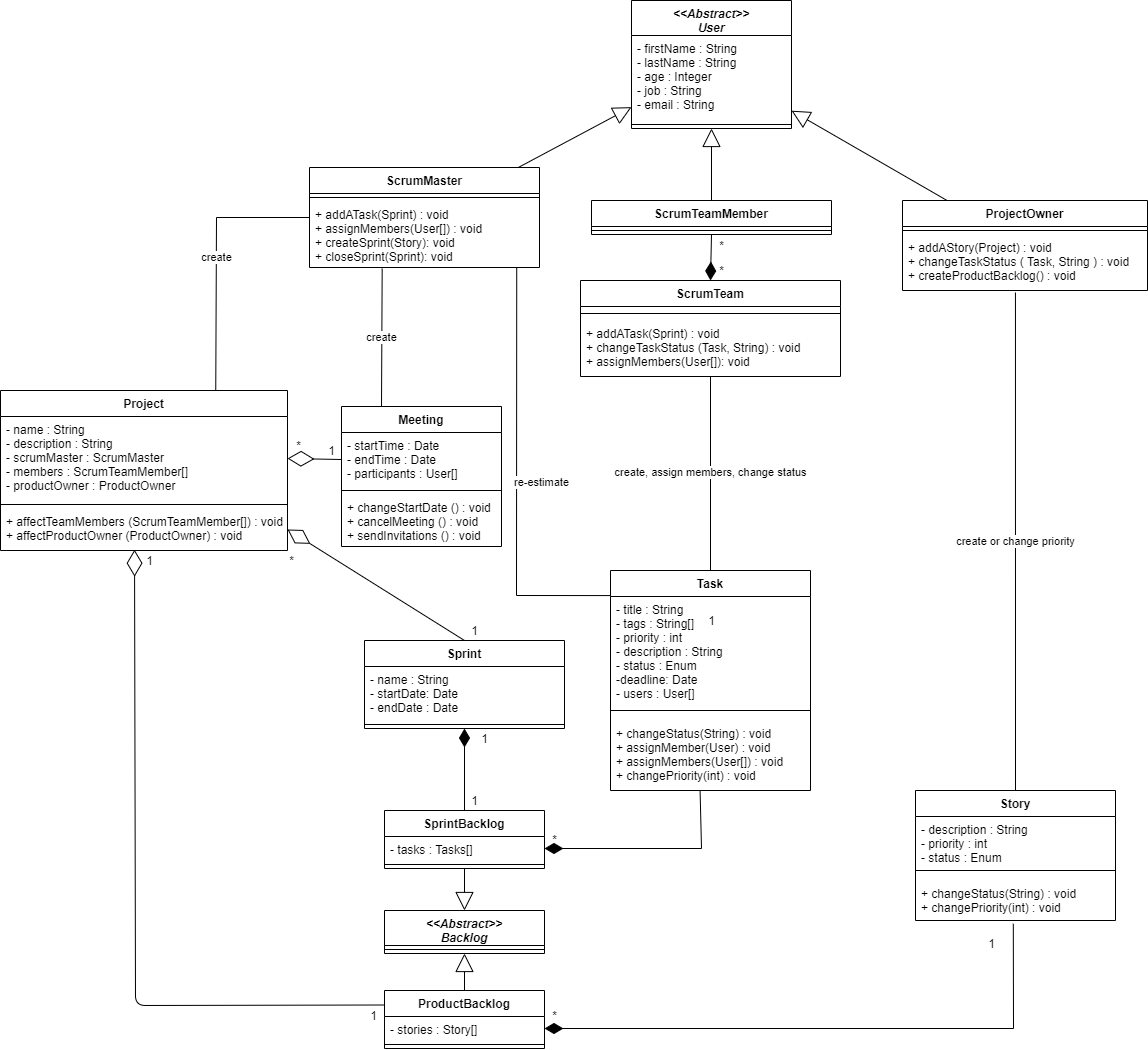 <<Abstract>>
User
- firstName : String
- lastName : String
- age : Integer
- job : String
- email : String
ScrumMaster
+ addATask(Sprint) : void
+ assignMembers(User[]) : void
+ createSprint(Story): void
+ closeSprint(Sprint): void
ScrumTeamMember
ProjectOwner
+ addAStory(Project) : void
+ changeTaskStatus ( Task, String ) : void
+ createProductBacklog() : void
*
*
ScrumTeam
+ addATask(Sprint) : void
+ changeTaskStatus (Task, String) : void
+ assignMembers(User[]): void
create
create
Project
- name : String
- description : String
- scrumMaster : ScrumMaster
- members : ScrumTeamMember[]
- productOwner : ProductOwner
+ affectTeamMembers (ScrumTeamMember[]) : void
+ affectProductOwner (ProductOwner) : void
*
1
Meeting
- startTime : Date
- endTime : Date
- participants : User[]
+ changeStartDate () : void
+ cancelMeeting () : void
+ sendInvitations () : void
re-estimate
create, assign members, change status
create or change priority
1
*
1
Task
- title : String
- tags : String[]
1
- priority : int
- description : String
- status : Enum
-deadline: Date
- users : User[]
+ changeStatus(String) : void
+ assignMember(User) : void
+ assignMembers(User[]) : void
+ changePriority(int) : void
Sprint
- name : String
- startDate: Date
- endDate : Date
1
1
SprintBacklog
- tasks : Tasks[]
*
Story
- description : String
- priority : int
- status : Enum
+ changeStatus(String) : void
+ changePriority(int) : void
1
<<Abstract>>
Backlog
ProductBacklog
- stories : Story[]
1
*